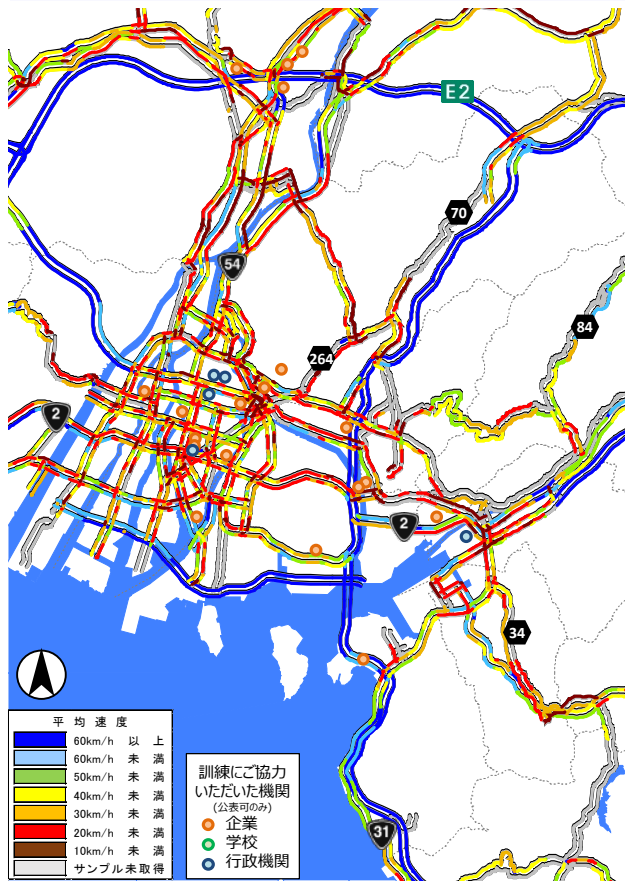 E2
70
54
84
264
2
2
34
31
平均速度
60km/h 以上
60km/h 未満
50km/h 未満
40km/h 未満
30km/h 未満
20km/h 未満
10km/h 未満
サンプル未取得
訓練にご協力
いただいた機関
(公表可のみ)
企業
学校
行政機関